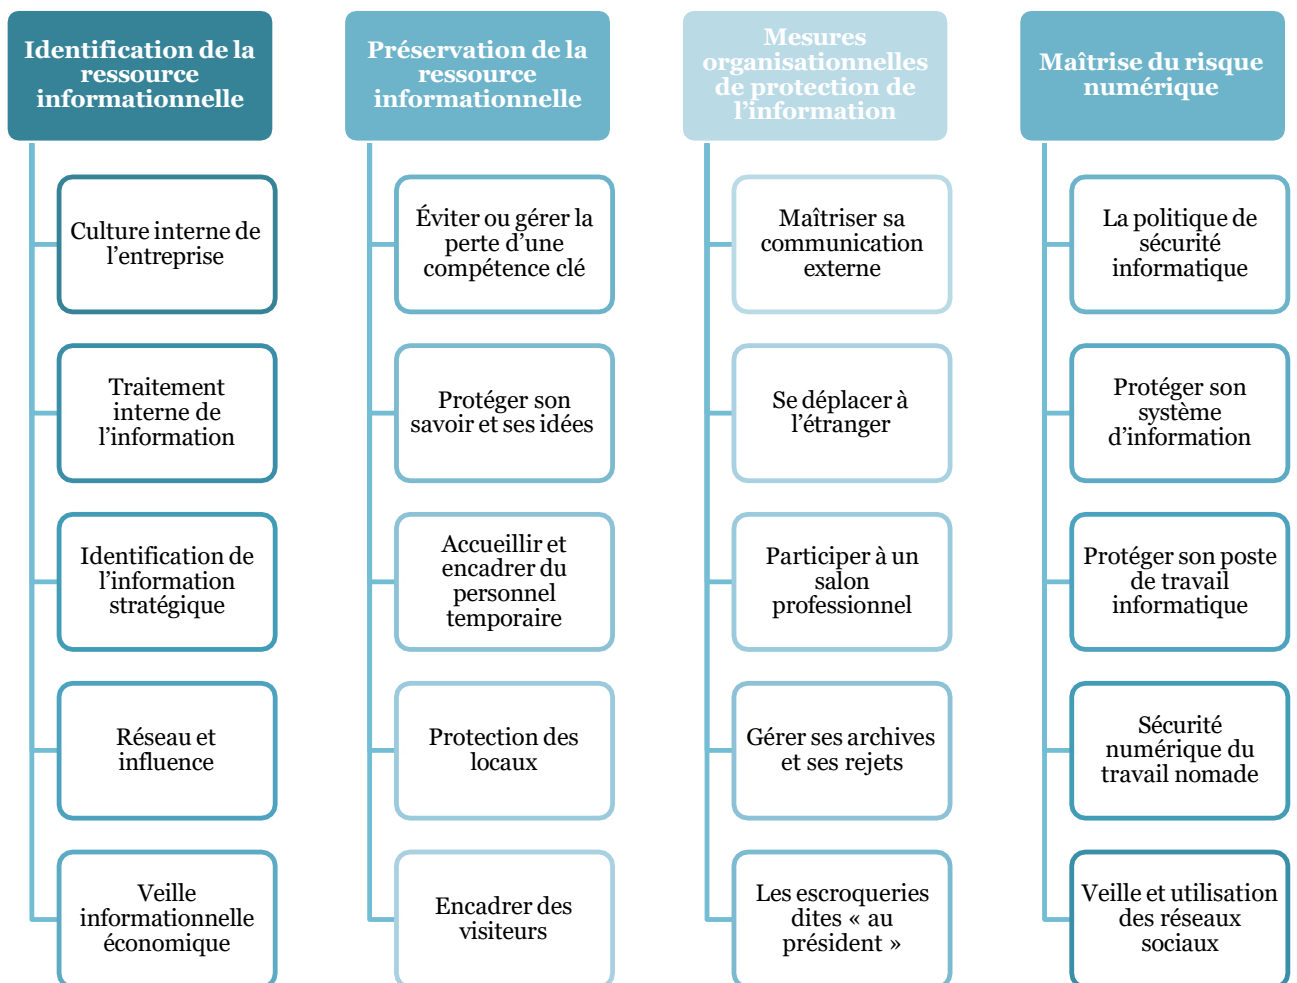 Identification de la
ressource
informationnelle
Culture interne de
l’entreprise
Traitement
interne de
l’information
Identification de
l’information
stratégique
Réseau et
influence
Veille
informationnelle
économique
Préservation de la
ressource
informationnelle
Éviter ou gérer la
perte d’une
compétence clé
Protéger son
savoir et ses idées
Accueillir et
encadrer du
personnel
temporaire
Protection des
locaux
Encadrer des
visiteurs
Mesures
organisationnelles
de protection de
l’information
Maîtriser sa
communication
externe
Se déplacer à
l’étranger
Participer à un
salon
professionnel
Gérer ses archives
et ses rejets
Les escroqueries
dites « au
président »
Maîtrise du risque
numérique
La politique de
sécurité
informatique
Protéger son
système
d’information
Protéger son poste
de travail
informatique
Sécurité
numérique du
travail nomade
Veille et utilisation
des réseaux
sociaux